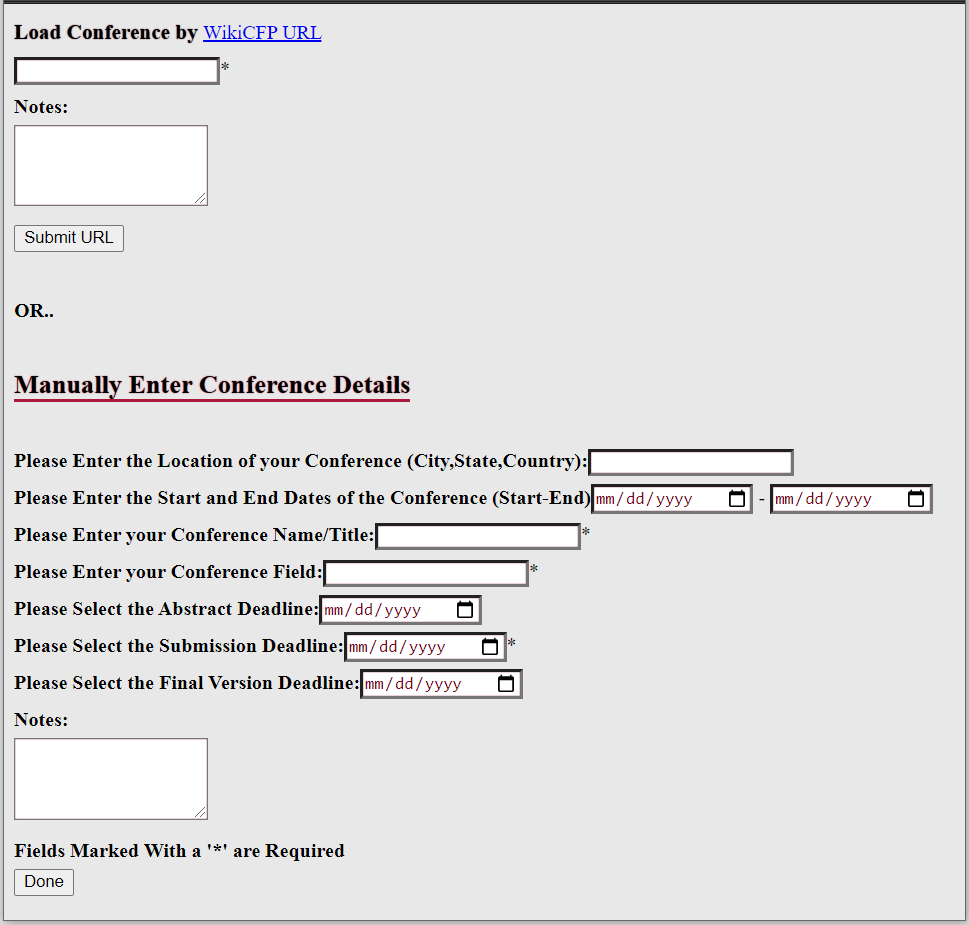 Load Conference by WikiCFP URL
*
Notes:
Submit URL
OR..
Manually Enter Conference Details
Please Enter the Location of your Conference (City,State,Country):
Please Enter the Start and End Dates of the Conference (Start-End) mm/dd/yyyy - mm/dd/yyyy
Please Enter your Conference Name/Title: *
Please Enter your Conference Field: *
Please Select the Abstract Deadline: mm/dd/yyyy
Please Select the Submission Deadline: mm/dd/yyyy *
Please Select the Final Version Deadline: mm/dd/yyyy
Notes:
Fields Marked With a '*' are Required
Done